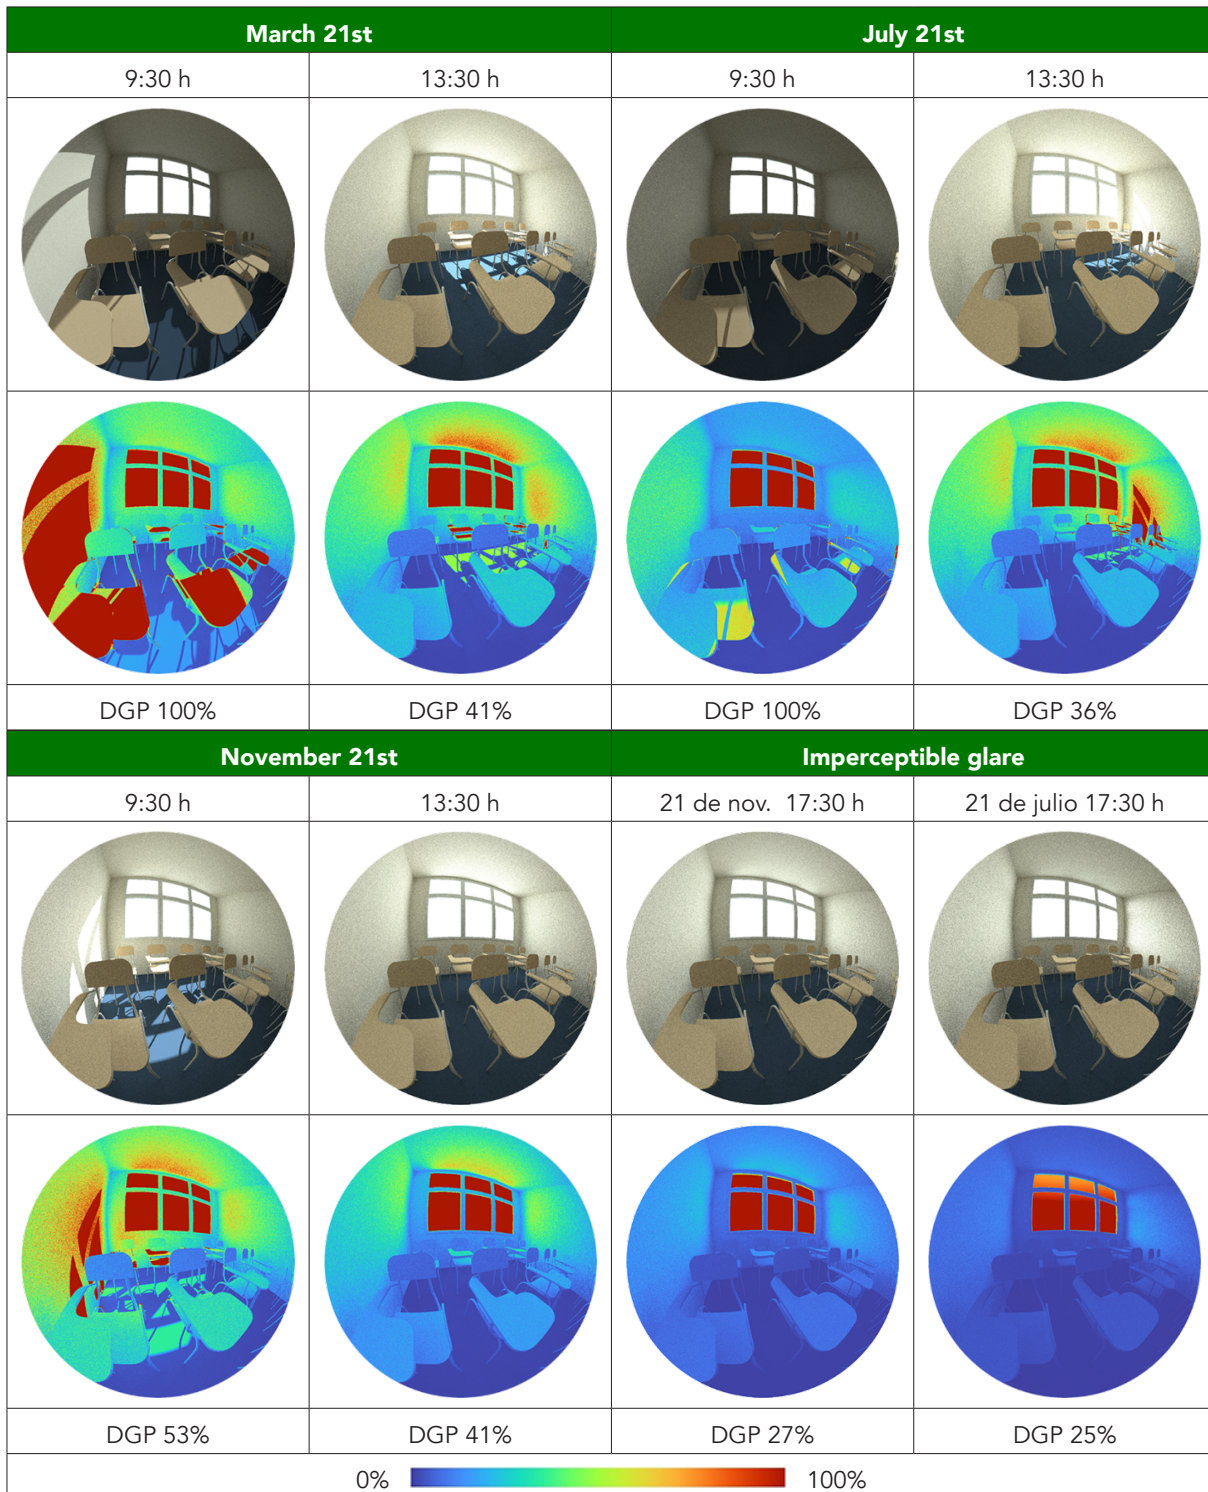 March 21st July 21st
9:30 h 13:30 h 9:30 h 13:30 h
DGP 100% DGP 41% DGP 100% DGP 36%
November 21st Imperceptible glare
9:30 h 13:30 h 21 de nov. 17:30 h 21 de julio 17:30 h
DGP 53% DGP 41% DGP 27% DGP 25%
0% 100%